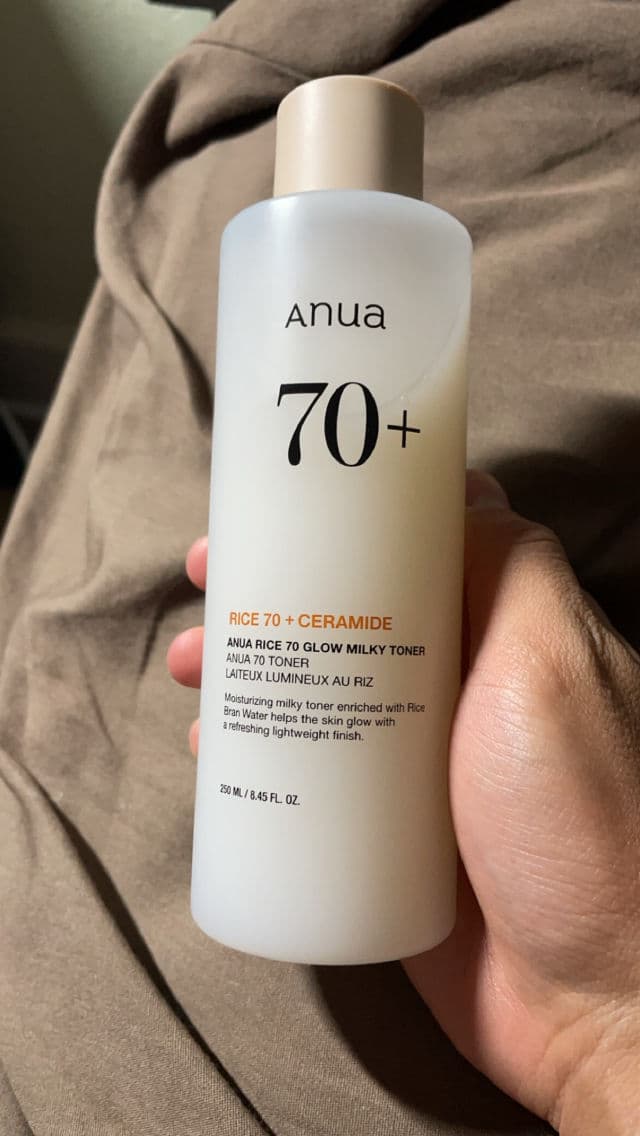 Anua
70+
RICE 70 + CERAMIDE
ANUA RICE 70 GLOW MILKY TONER
ANUA 70 TONER
LAITEUX LUMINEUX AU RIZ
Moisturizing milky toner enriched with Rice
Bran Water helps the skin glow with
a refreshing lightweight finish.
250 ML / 8.45 FL. OZ.